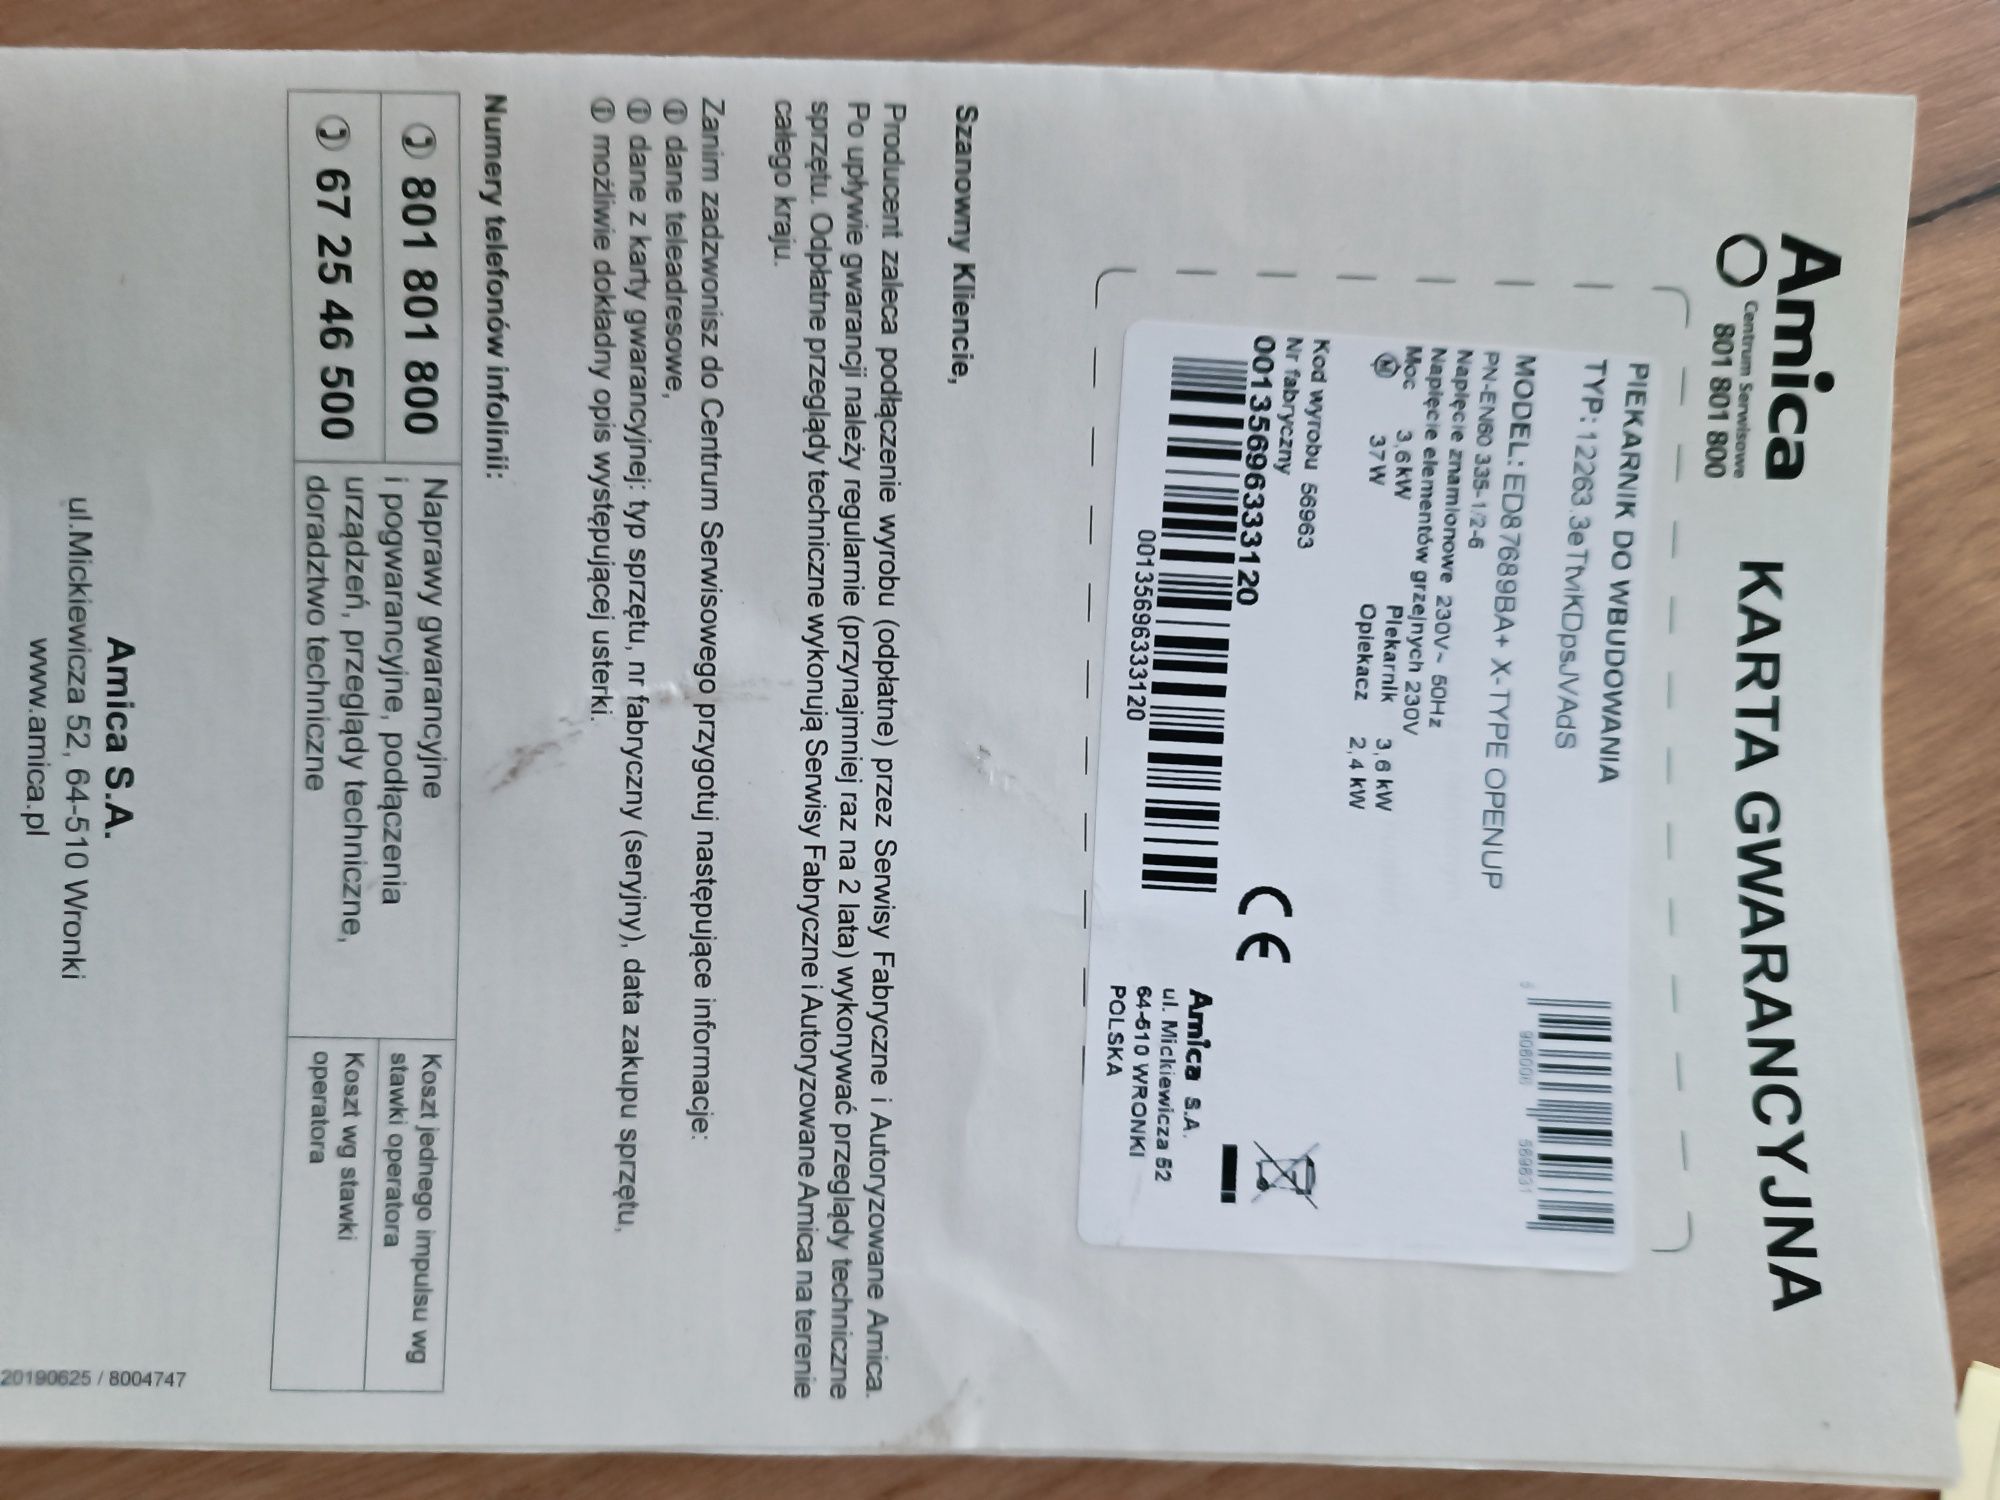 Amica
Centrum Serwisowe
801 801 800
KARTA GWARANCYJNA
PIEKARNIK DO WBUDOWANIA
TYP: 12263.3eTfvKDpsJVAdS
MODEL: ED87689BA+ X-TYPE OPENUP
PN-EN60 335-1/2-6
Napięcie znamionowe 230V~ 50Hz
Napięcie elementów grzejnych 230V
Moc 3,6kW Piekarnik 3,6 kW
M 37W Opiekacz 2,4 kW
5 906006 569631
Kod wyrobu 56963
Nr fabryczny
0013569633120
0013569633120
CE
Amica S.A.
ul. Mickiewicza 52
64-510 WRONKI
POLSKA
Szanowny Kliencie,
Producent zaleca podłączenie wyrobu (odpłatne) przez Serwisy Fabryczne i Autoryzowane Amica.
Po upływie gwarancji należy regularnie (przynajmniej raz na 2 lata) wykonywać przeglądy techniczne
sprzętu. Odpłatne przeglądy techniczne wykonują Serwisy Fabryczne i Autoryzowane Amica na terenie
całego kraju.
Zanim zadzwonisz do Centrum Serwisowego przygotuj następujące informacje:
dane teleadresowe,
dane z karty gwarancyjnej: typ sprzętu, nr fabryczny (seryjny), data zakupu sprzętu,
możliwie dokładny opis występującej usterki.
Numery telefonów infolinii:
801 801 800
67 25 46 500
Naprawy gwarancyjne
i pogwarancyjne, podłączenia
urządzeń, przeglądy techniczne,
doradztwo techniczne
Koszt jednego impulsu wg
stawki operatora
Koszt wg stawki
operatora
Amica S.A.
ul.Mickiewicza 52, 64-510 Wronki
www.amica.pl
20190625 / 8004747